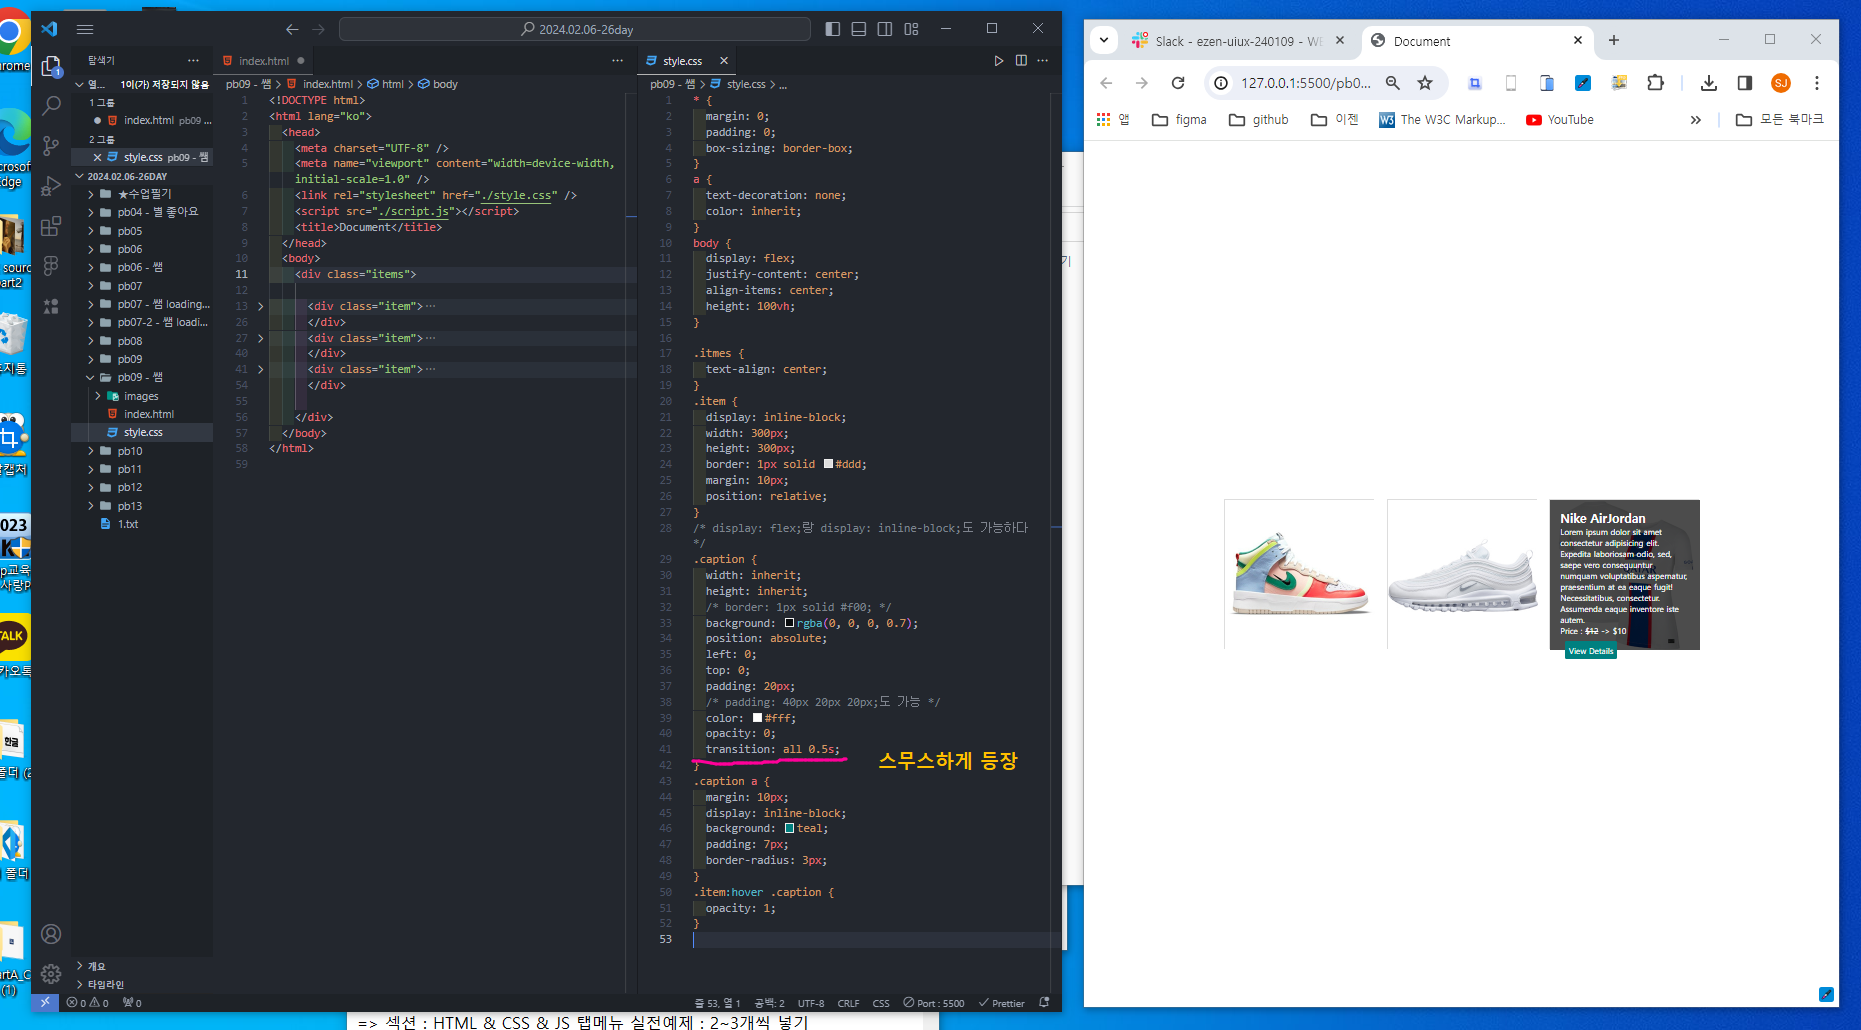 2024.02.06-26day
탐색기
열... 1이(가) 저장되지 않음
1 그룹
index.html pb09 ...
2 그룹
style.css pb09 - 쌤
2024.02.06-26DAY
★수업필기
pb04 - 별 좋아요
pb05
pb06
pb06 - 쌤
pb07
pb07 - 쌤 loading...
pb07-2 - 쌤 loadi...
pb08
pb09
pb09 - 쌤
images
index.html
style.css
pb10
pb11
pb12
pb13
1.txt
개요
타임라인
index.html
pb09 - 쌤 > index.html > html > body
1 <!DOCTYPE html>
2 <html lang="ko">
3 <head>
4 <meta charset="UTF-8" />
5 <meta name="viewport" content="width=device-width,
initial-scale=1.0" />
6 <link rel="stylesheet" href="./style.css" />
7 <script src="./script.js"></script>
8 <title>Document</title>
9 </head>
10 <body>
11 <div class="items">
12
13 <div class="item">...
26 </div>
27 <div class="item">...
40 </div>
41 <div class="item">...
54 </div>
55
56 </div>
57 </body>
58 </html>
59
style.css
pb09 - 쌤 > style.css > ...
1 * {
2 margin: 0;
3 padding: 0;
4 box-sizing: border-box;
5 }
6 a {
7 text-decoration: none;
8 color: inherit;
9 }
10 body {
11 display: flex;
12 justify-content: center;
13 align-items: center;
14 height: 100vh;
15 }
16
17 .itmes {
18 text-align: center;
19 }
20 .item {
21 display: inline-block;
22 width: 300px;
23 height: 300px;
24 border: 1px solid #ddd;
25 margin: 10px;
26 position: relative;
27 }
28 /* display: flex;랑 display: inline-block;도 가능하다
*/
29 .caption {
30 width: inherit;
31 height: inherit;
32 /* border: 1px solid #f00; */
33 background: rgba(0, 0, 0, 0.7);
34 position: absolute;
35 left: 0;
36 top: 0;
37 padding: 20px;
38 /* padding: 40px 20px 20px;도 가능 */
39 color: #fff;
40 opacity: 0;
41 transition: all 0.5s;
42 }
스무스하게 등장
43 .caption a {
44 margin: 10px;
45 display: inline-block;
46 background: teal;
47 padding: 7px;
48 border-radius: 3px;
49 }
50 .item:hover .caption {
51 opacity: 1;
52 }
53
0 0 0
줄 53, 열 1 공백: 2 UTF-8 CRLF CSS Port : 5500 Prettier
Slack - ezen-uiux-240109 - WE
Document
127.0.0.1:5500/pb0...
SJ
앱 figma github 이젠 The W3C Markup... YouTube 모든 북마크
Nike AirJordan
Lorem ipsum dolor sit amet
consectetur adipisicing elit.
Expedita laboriosam odio, sed,
saepe vero consequuntur
numquam voluptatibus aspernatur,
praesentium at ea eaque fugit!
Necessitatibus, consectetur.
Assumenda eaque inventore iste
autem.
Price : $12 -> $10
View Details
=> 섹션 : HTML & CSS & JS 탭메뉴 실전예제 : 2~3개씩 넣기